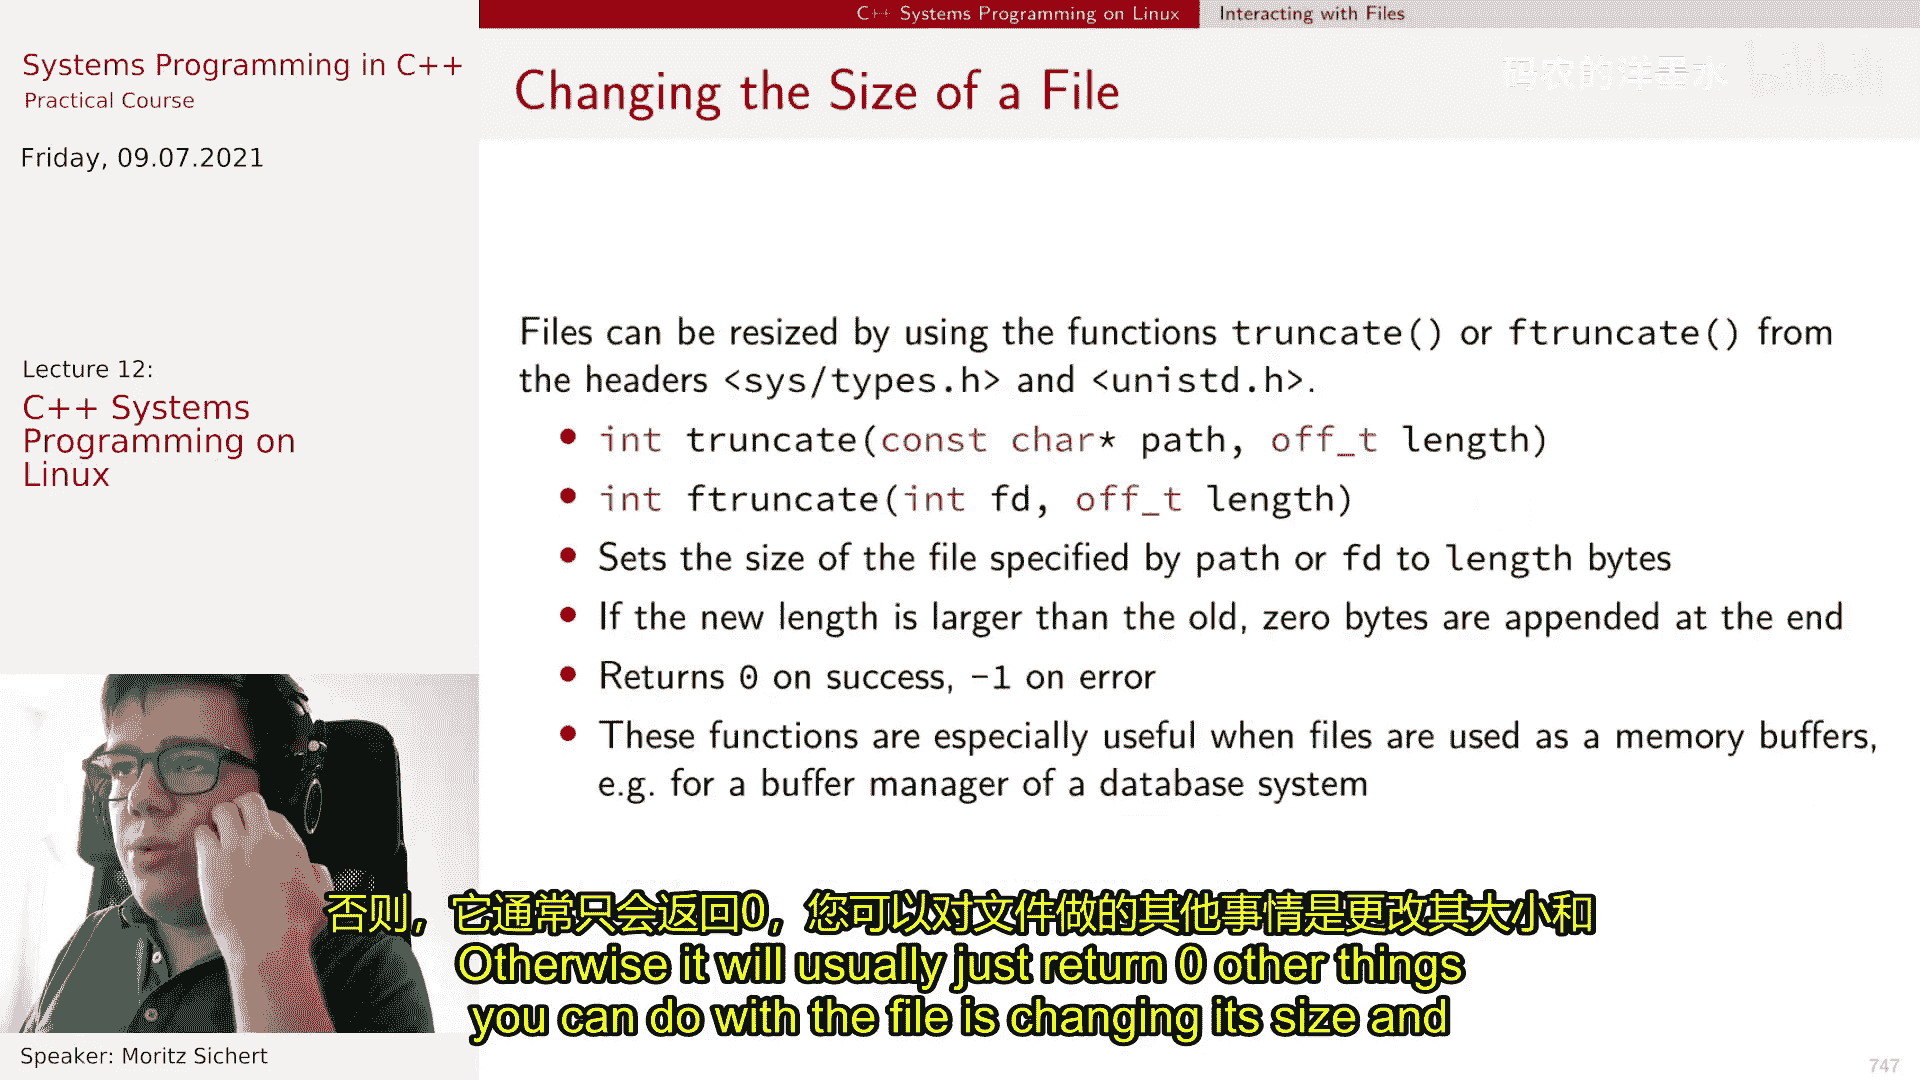 C++ Systems Programming on Linux
Interacting with Files
Systems Programming in C++
Practical Course
Friday, 09.07.2021
Changing the Size of a File
码农的洋墨水
Lecture 12:
C++ Systems
Programming on
Linux
Files can be resized by using the functions truncate() or ftruncate() from
the headers <sys/types.h> and <unistd.h>.
• int truncate(const char* path, off_t length)
• int ftruncate(int fd, off_t length)
• Sets the size of the file specified by path or fd to length bytes
• If the new length is larger than the old, zero bytes are appended at the end
• Returns 0 on success, -1 on error
• These functions are especially useful when files are used as a memory buffers,
e.g. for a buffer manager of a database system
否则，它通常只会返回0，您可以对文件做的其他事情是更改其大小和
Otherwise it will usually just return 0 other things
you can do with the file is changing its size and
Speaker: Moritz Sichert
747